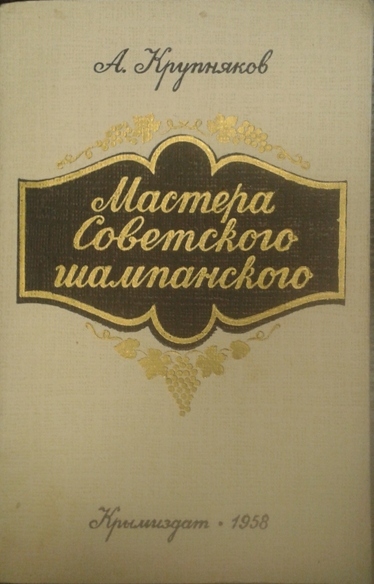 А. Крупняков
Мастера
Советского
шампанского
Крымиздат • 1958